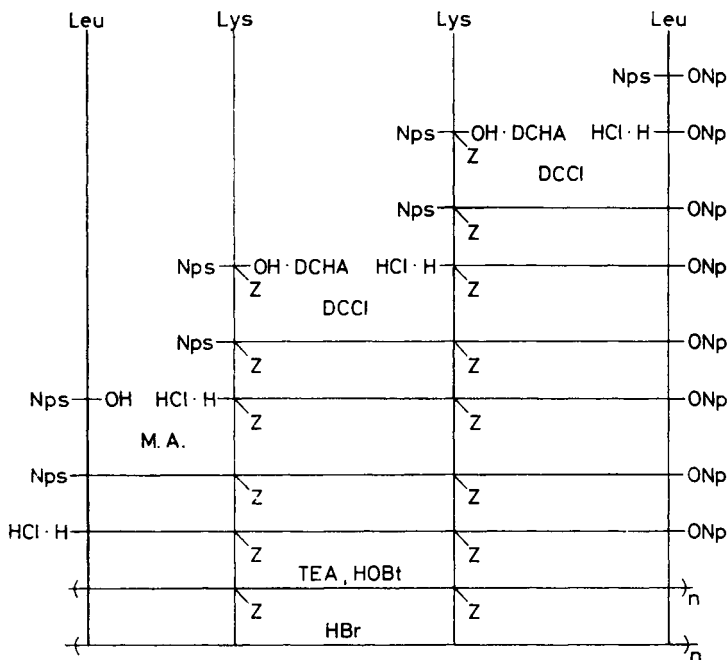 Leu Lys Lys Leu
Nps ONp
Nps OH·DCHA HCl·H ONp
Z
DCCI
Nps ONp
Z
Nps OH·DCHA HCl·H ONp
Z Z
DCCI
Nps ONp
Z Z
Nps OH HCl·H ONp
Z Z
M. A.
Nps ONp
Z Z
HCl·H ONp
Z Z
TEA, HOBt
( )n
Z Z
HBr
( )n